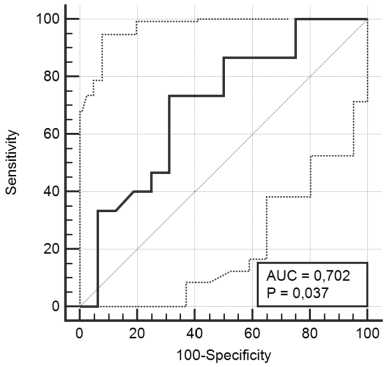 100
80
60
40
20
0
Sensitivity
AUC = 0,702
P = 0,037
0 20 40 60 80 100
100-Specificity